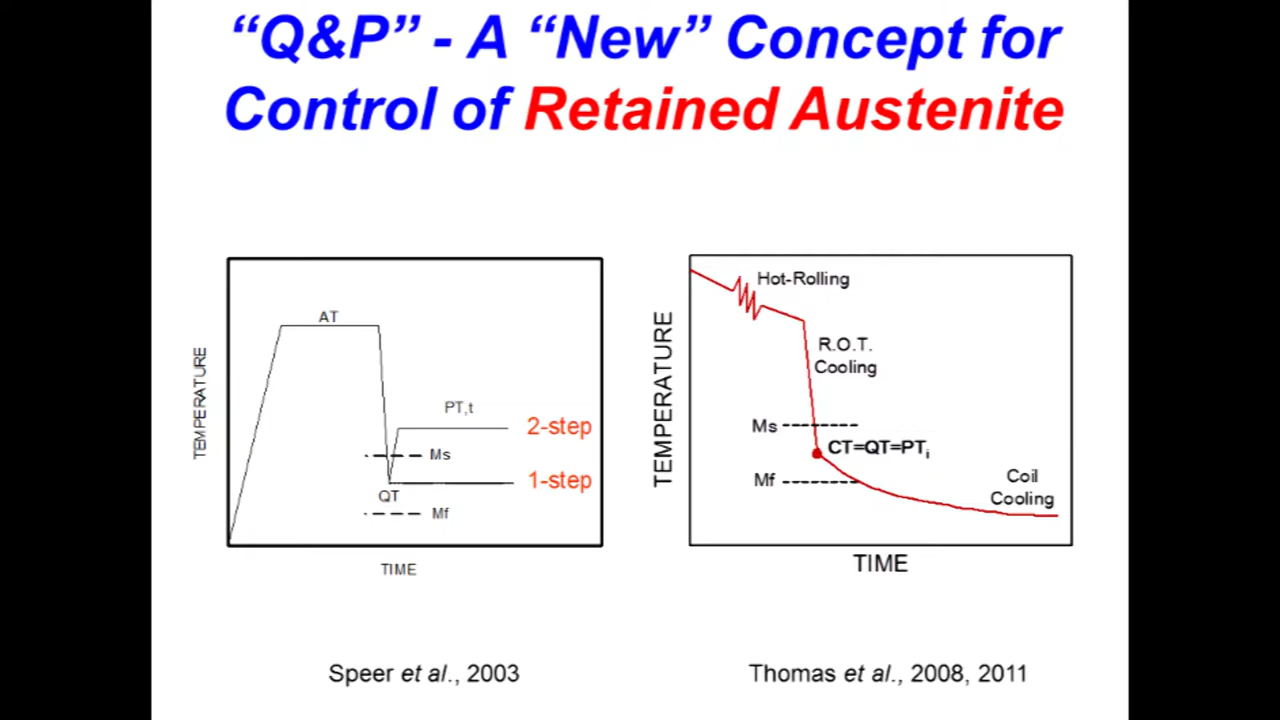 “Q&P” - A “New” Concept for
Control of Retained Austenite
AT
PT,t
2-step
Ms
1-step
QT
Mf
TEMPERATURE
TIME
Speer et al., 2003
Hot-Rolling
R.O.T.
Cooling
Ms
CT=QT=PTi
Mf
Coil
Cooling
TEMPERATURE
TIME
Thomas et al., 2008, 2011